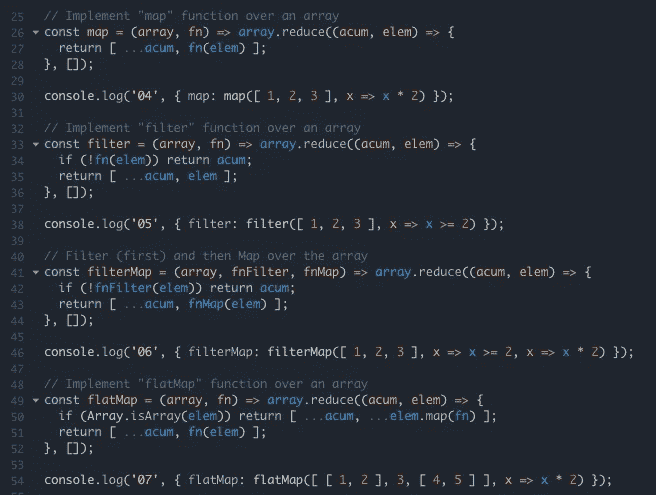 25 // Implement "map" function over an array
26 const map = (array, fn) => array.reduce((acum, elem) => {
27 return [ ...acum, fn(elem) ];
28 }, []);
29
30 console.log('04', { map: map([ 1, 2, 3 ], x => x * 2) });
31
32 // Implement "filter" function over an array
33 const filter = (array, fn) => array.reduce((acum, elem) => {
34 if (!fn(elem)) return acum;
35 return [ ...acum, elem ];
36 }, []);
37
38 console.log('05', { filter: filter([ 1, 2, 3 ], x => x >= 2) });
39
40 // Filter (first) and then Map over the array
41 const filterMap = (array, fnFilter, fnMap) => array.reduce((acum, elem) => {
42 if (!fnFilter(elem)) return acum;
43 return [ ...acum, fnMap(elem) ];
44 }, []);
45
46 console.log('06', { filterMap: filterMap([ 1, 2, 3 ], x => x >= 2, x => x * 2) });
47
48 // Implement "flatMap" function over an array
49 const flatMap = (array, fn) => array.reduce((acum, elem) => {
50 if (Array.isArray(elem)) return [ ...acum, ...elem.map(fn) ];
51 return [ ...acum, fn(elem) ];
52 }, []);
53
54 console.log('07', { flatMap: flatMap([ [ 1, 2 ], 3, [ 4, 5 ] ], x => x * 2) });